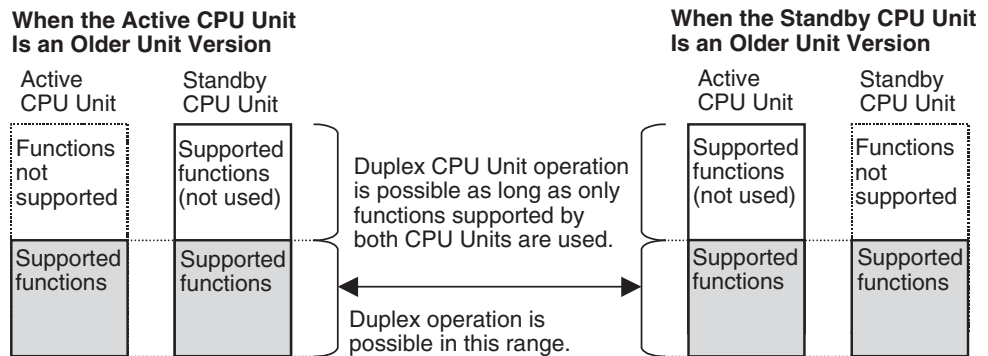 When the Active CPU Unit
Is an Older Unit Version
Active
CPU Unit
Standby
CPU Unit
Functions
not
supported
Supported
functions
(not used)
Supported
functions
Supported
functions
Duplex CPU Unit operation
is possible as long as only
functions supported by
both CPU Units are used.
Duplex operation is
possible in this range.
When the Standby CPU Unit
Is an Older Unit Version
Active
CPU Unit
Standby
CPU Unit
Supported
functions
(not used)
Functions
not
supported
Supported
functions
Supported
functions